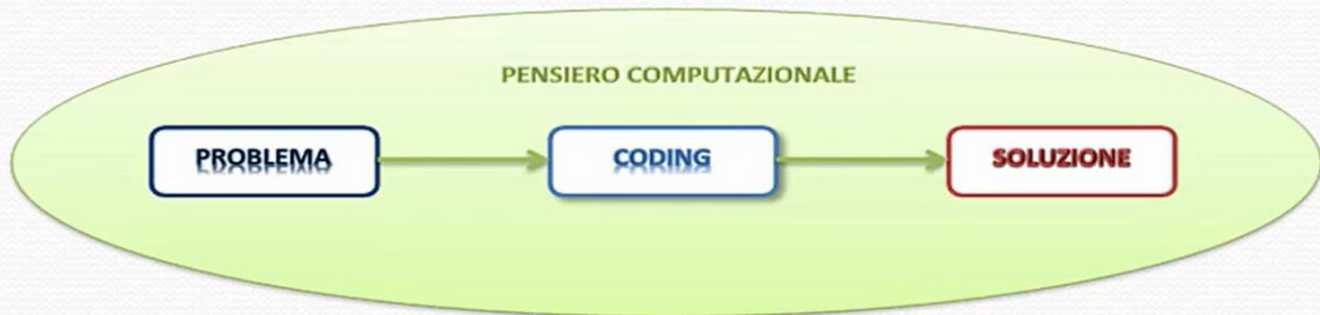 PENSIERO COMPUTAZIONALE
PROBLEMA
CODING
SOLUZIONE